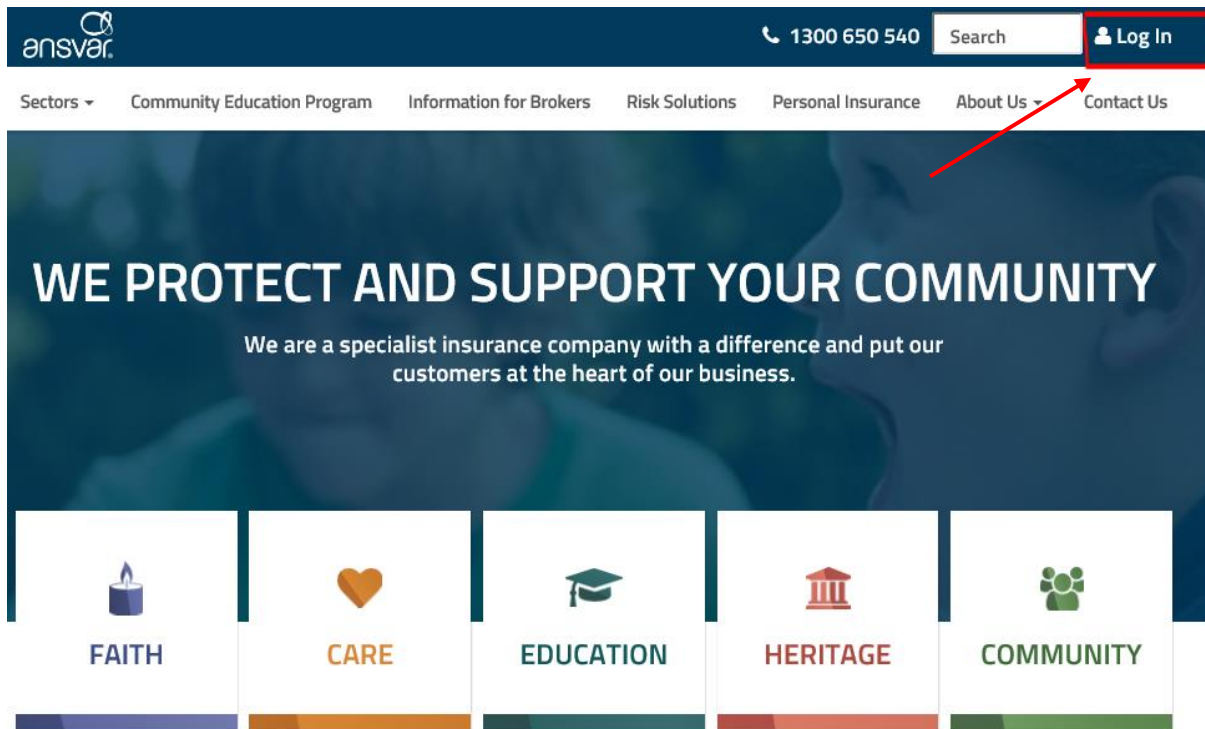 ansvar
1300 650 540
Search
Log In
Sectors
Community Education Program
Information for Brokers
Risk Solutions
Personal Insurance
About Us
Contact Us
WE PROTECT AND SUPPORT YOUR COMMUNITY
We are a specialist insurance company with a difference and put our
customers at the heart of our business.
FAITH
CARE
EDUCATION
HERITAGE
COMMUNITY